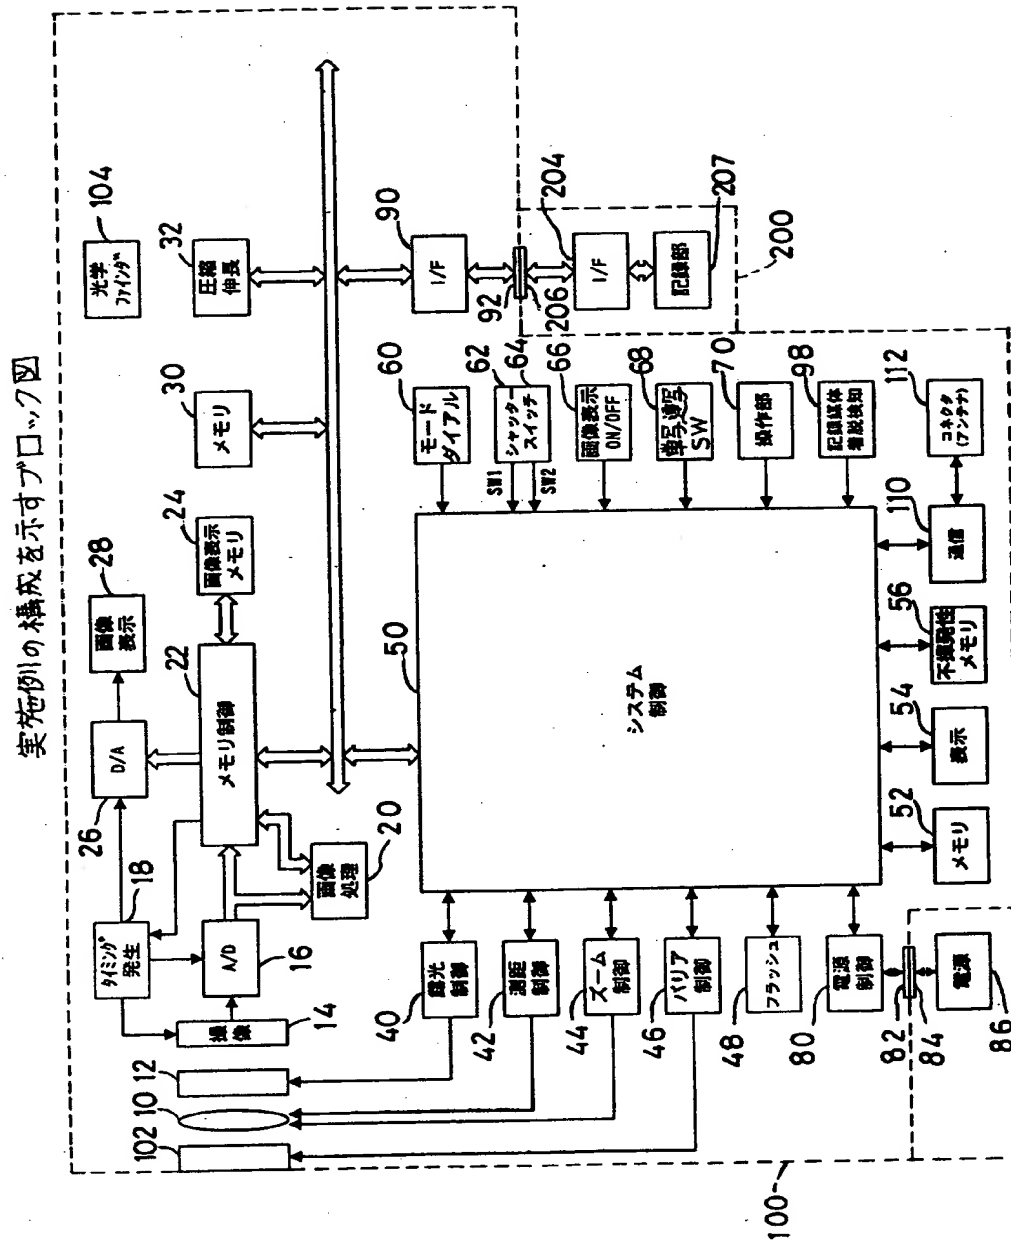 実施例の構成を示すブロック図
光学
ファインダ
104
圧縮
伸長
32
メモリ
30
画像表示
メモリ
24
画像
表示
28
D/A
26
メモリ制御
22
タイミング
発生
18
A/D
16
画像
処理
20
撮像
14
12
10
102
I/F
90
92
206
I/F
204
記録部
207
200
モード
ダイアル
60
シャッター
スイッチ
62
64
SW1
SW2
画像表示
ON/OFF
66
単写/連写
SW
68
操作部
70
記録媒体
着脱検知
98
コネクタ
(アンテナ)
112
通信
110
システム
制御
50
不揮発性
メモリ
56
表示
54
メモリ
52
露光
制御
40
測距
制御
42
ズーム
制御
44
バリア
制御
46
フラッシュ
48
電源
制御
80
82
84
電源
86
100